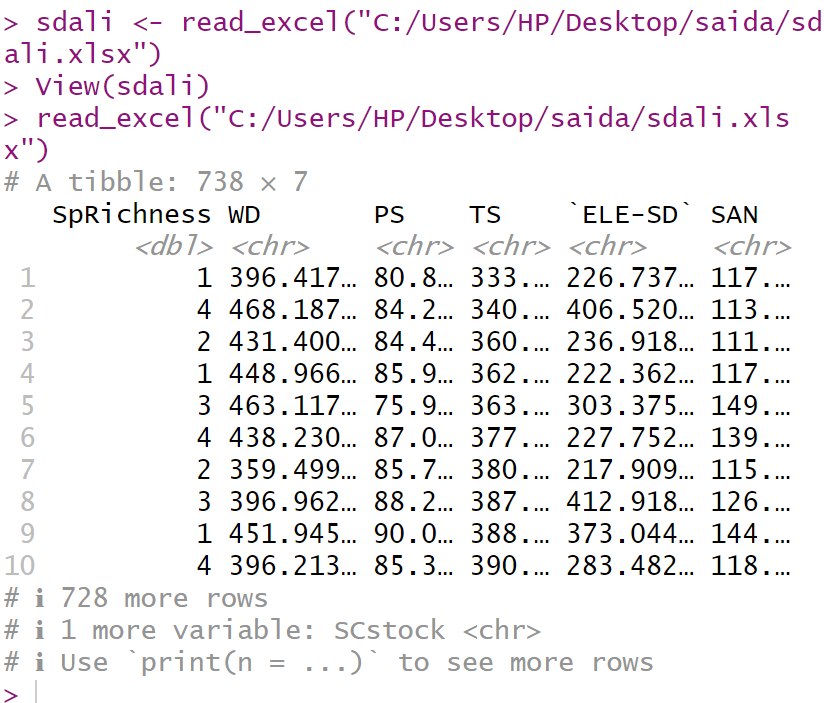 > sdali <- read_excel("C:/Users/HP/Desktop/saida/sd
ali.xlsx")
> View(sdali)
> read_excel("C:/Users/HP/Desktop/saida/sdali.xls
x")
# A tibble: 738 × 7
   SpRichness WD       PS    TS    `ELE-SD` SAN
        <dbl> <chr>    <chr> <chr> <chr>    <chr>
 1          1 396.417… 80.8… 333.… 226.737… 117.…
 2          4 468.187… 84.2… 340.… 406.520… 113.…
 3          2 431.400… 84.4… 360.… 236.918… 111.…
 4          1 448.966… 85.9… 362.… 222.362… 117.…
 5          3 463.117… 75.9… 363.… 303.375… 149.…
 6          4 438.230… 87.0… 377.… 227.752… 139.…
 7          2 359.499… 85.7… 380.… 217.909… 115.…
 8          3 396.962… 88.2… 387.… 412.918… 126.…
 9          1 451.945… 90.0… 388.… 373.044… 144.…
10          4 396.213… 85.3… 390.… 283.482… 118.…
# ℹ 728 more rows
# ℹ 1 more variable: SCstock <chr>
# ℹ Use `print(n = ...)` to see more rows
>